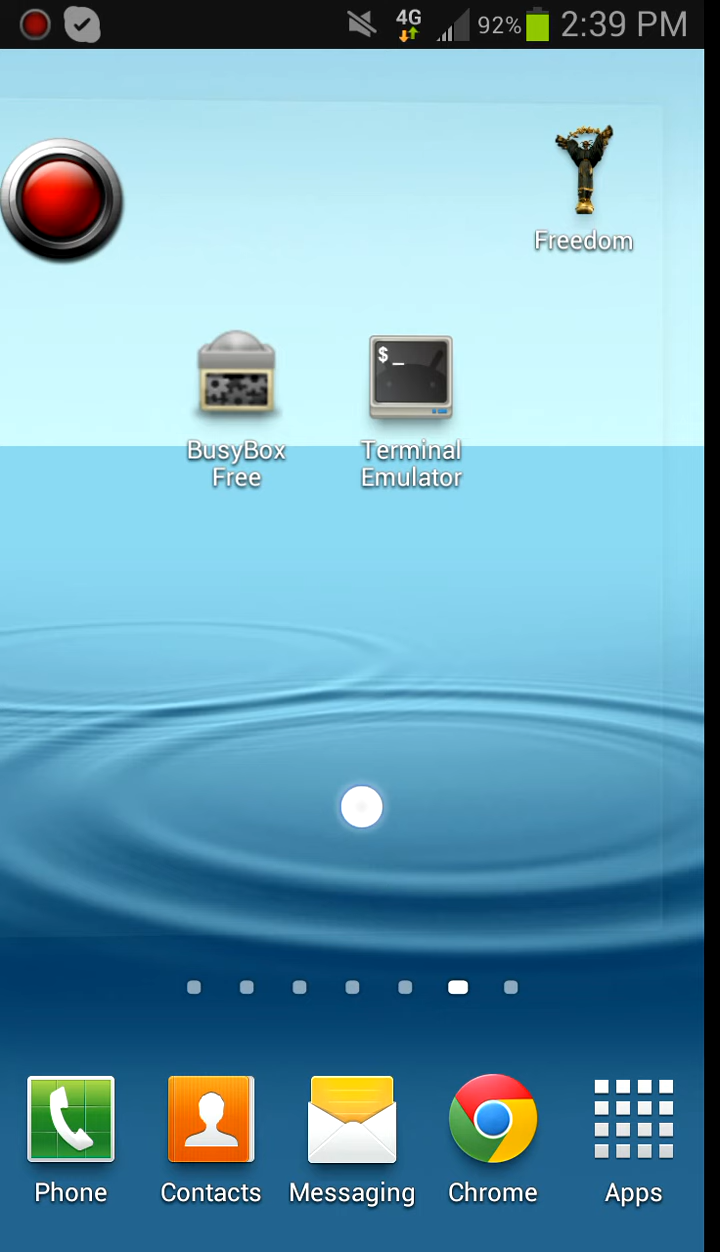 4G 92% 2:39 PM
Freedom
$ _
BusyBox Free
Terminal Emulator
Phone Contacts Messaging Chrome Apps